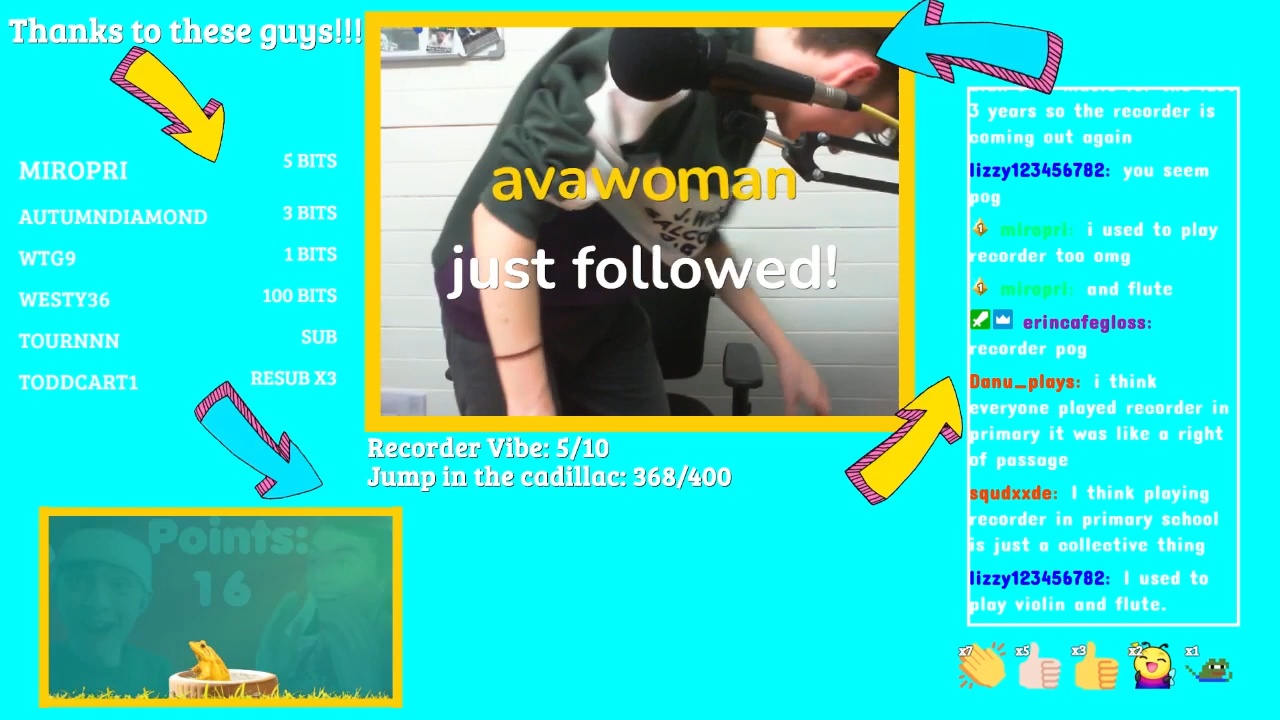 Thanks to these guys!!!
MIROPRI 5 BITS
AUTUMNDIAMOND 3 BITS
WTG9 1 BITS
WESTY36 100 BITS
TOURNNN SUB
TODDCART1 RESUB X3
avawoman
just followed!
Recorder Vibe: 5/10
Jump in the cadillac: 368/400
Points:
16
3 years so the recorder is
coming out again
lizzy123456782: you seem
pog
miropri: i used to play
recorder too omg
miropri: and flute
erincafegloss:
recorder pog
Danu_plays: i think
everyone played recorder in
primary it was like a right
of passage
squdxxde: I think playing
recorder in primary school
is just a collective thing
lizzy123456782: I used to
play violin and flute.
x7 x5 x3 x2 x1